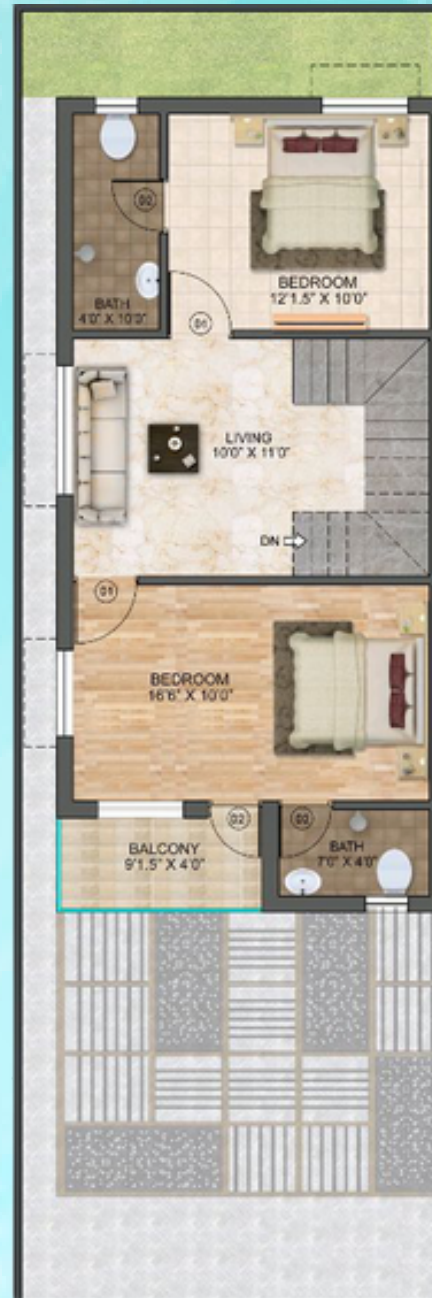 02
BEDROOM
12'1.5" X 10'0"
BATH
4'0" X 10'0"
01
LIVING
10'0" X 11'0"
DN
01
BEDROOM
16'6" X 10'0"
02
02
BALCONY
9'1.5" X 4'0"
BATH
7'0" X 4'0"